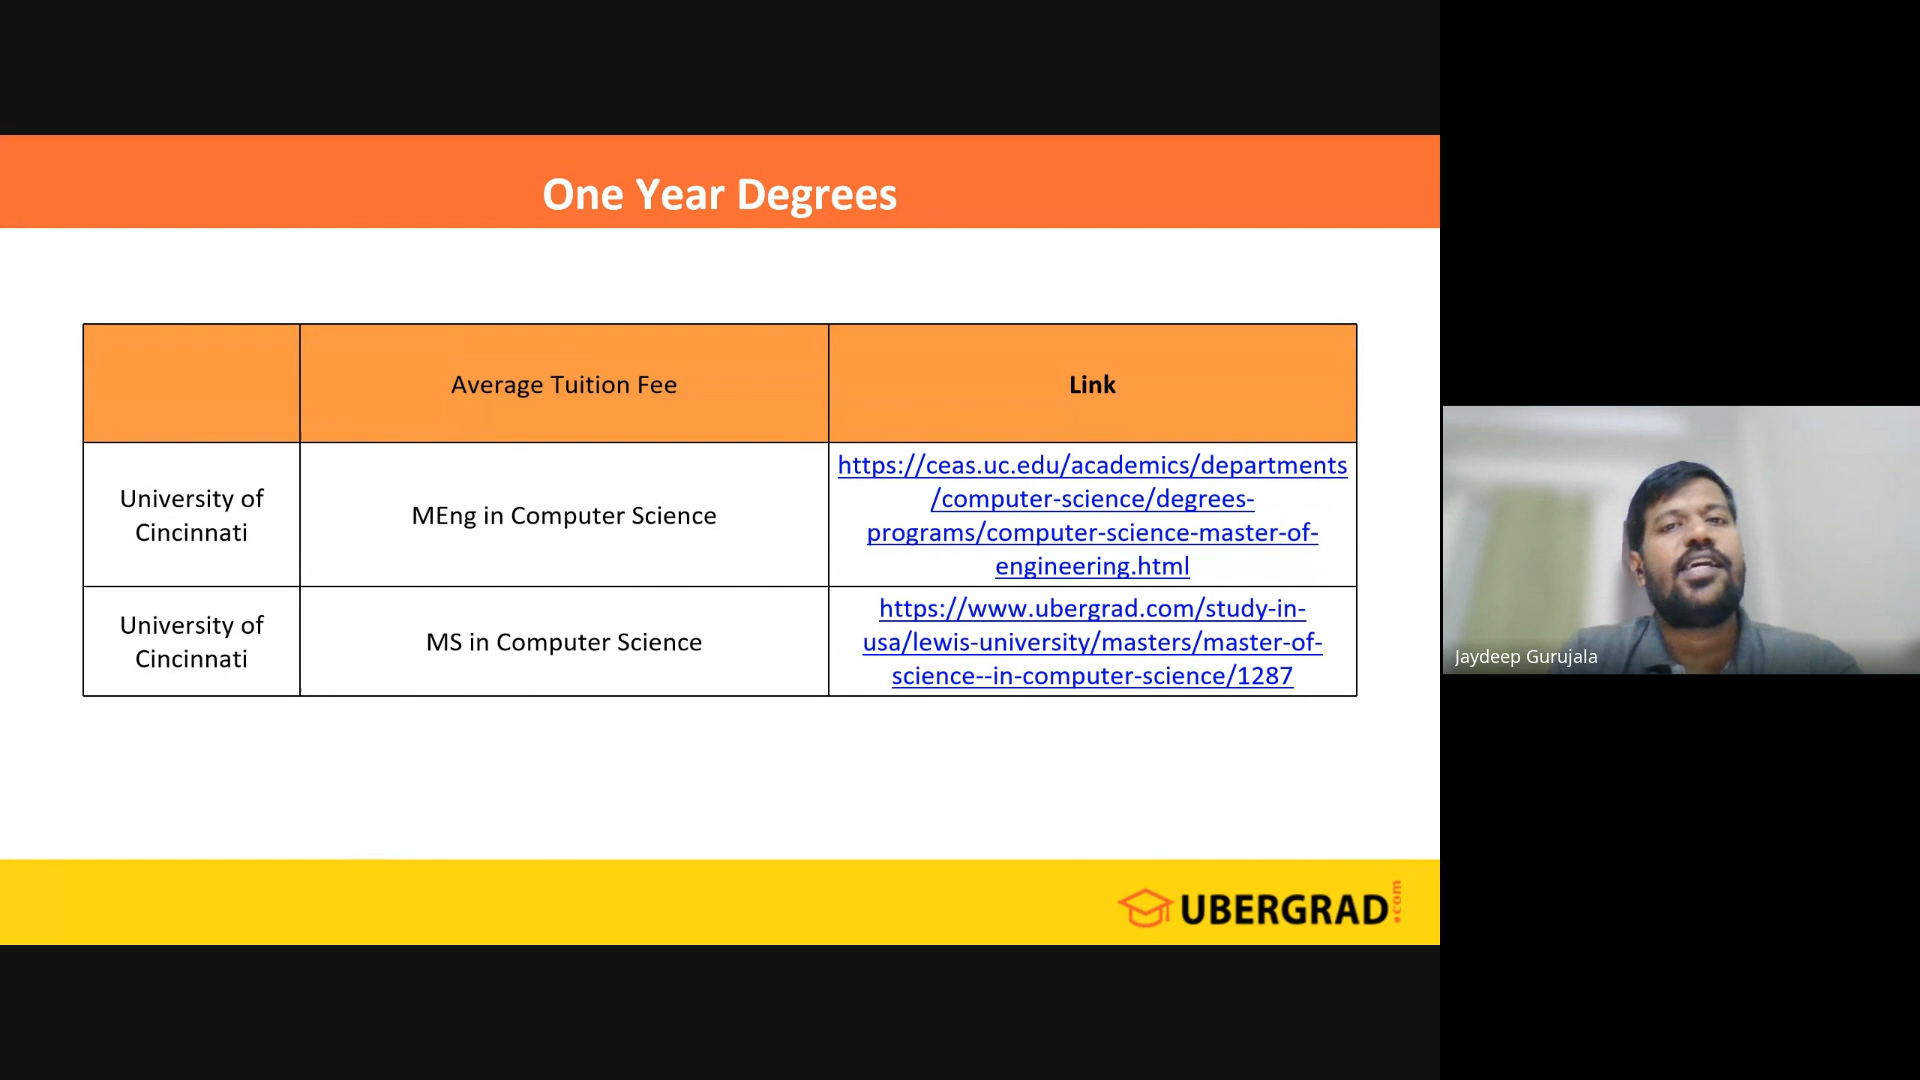 One Year Degrees
Average Tuition Fee
Link
University of
Cincinnati
MEng in Computer Science
https://ceas.uc.edu/academics/departments
/computer-science/degrees-
programs/computer-science-master-of-
engineering.html
University of
Cincinnati
MS in Computer Science
https://www.ubergrad.com/study-in-
usa/lewis-university/masters/master-of-
science--in-computer-science/1287
Jaydeep Gurujala
UBERGRAD.com